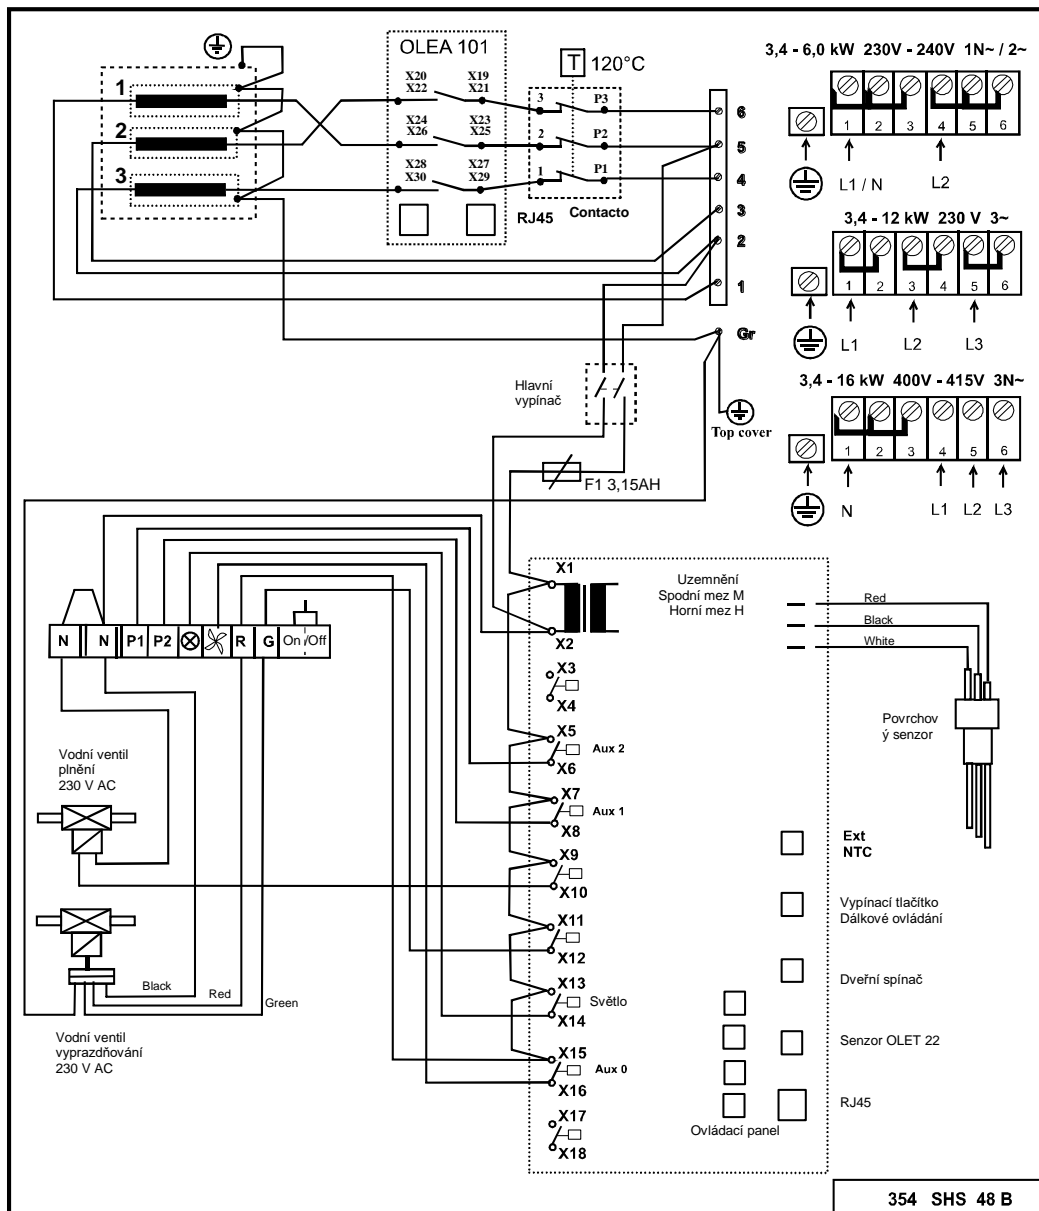 OLEA 101
T 120°C
3,4 - 6,0 kW 230V - 240V 1N~ / 2~
1
2
3
X20
X22
X19
X21
X24
X26
X23
X25
X28
X30
X27
X29
3
P3
2
P2
1
P1
RJ45
Contacto
6
5
4
3
2
1
Gr
1 2 3 4 5 6
L1 / N
L2
3,4 - 12 kW 230 V 3~
1 2 3 4 5 6
L1
L2
L3
3,4 - 16 kW 400V - 415V 3N~
1 2 3 4 5 6
N
L1 L2 L3
Hlavní
vypínač
Top cover
F1 3,15AH
X1
X2
Uzemnění
Spodní mez M
Horní mez H
Red
Black
White
N N P1 P2 R G On /Off
X3
X4
X5
X6
Aux 2
X7
X8
Aux 1
X9
X10
X11
X12
X13
X14
Světlo
X15
X16
Aux 0
X17
X18
Povrchov
ý senzor
Vodní ventil
plnění
230 V AC
Black
Red
Green
Vodní ventil
vyprazdňování
230 V AC
Ext
NTC
Vypínací tlačítko
Dálkové ovládání
Dveřní spínač
Senzor OLET 22
RJ45
Ovládací panel
354 SHS 48 B